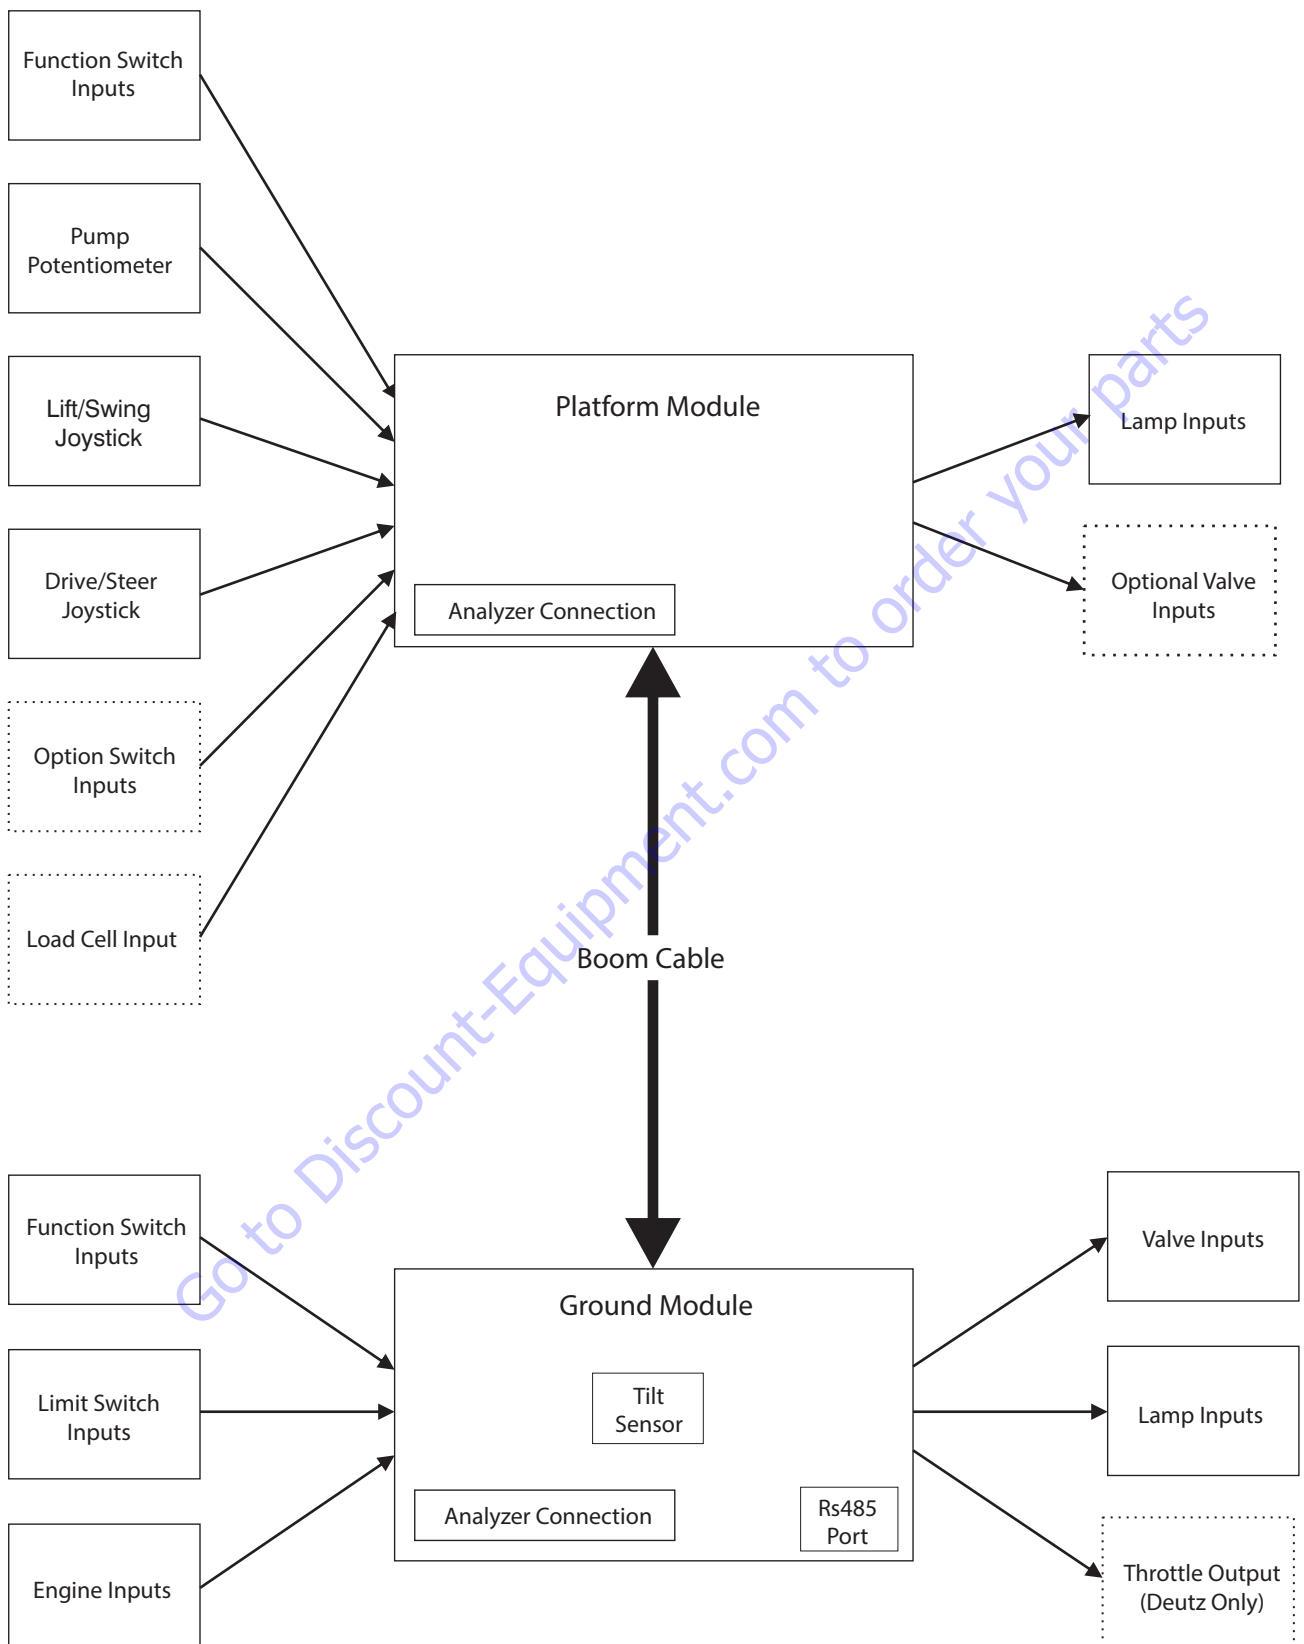 Function Switch
Inputs
Pump
Potentiometer
Lift/Swing
Joystick
Drive/Steer
Joystick
Option Switch
Inputs
Load Cell Input
Platform Module
Analyzer Connection
Lamp Inputs
Optional Valve
Inputs
Boom Cable
Go to Discount-Equipment.com to order your parts
Function Switch
Inputs
Limit Switch
Inputs
Engine Inputs
Ground Module
Tilt
Sensor
Analyzer Connection
Rs485
Port
Valve Inputs
Lamp Inputs
Throttle Output
(Deutz Only)